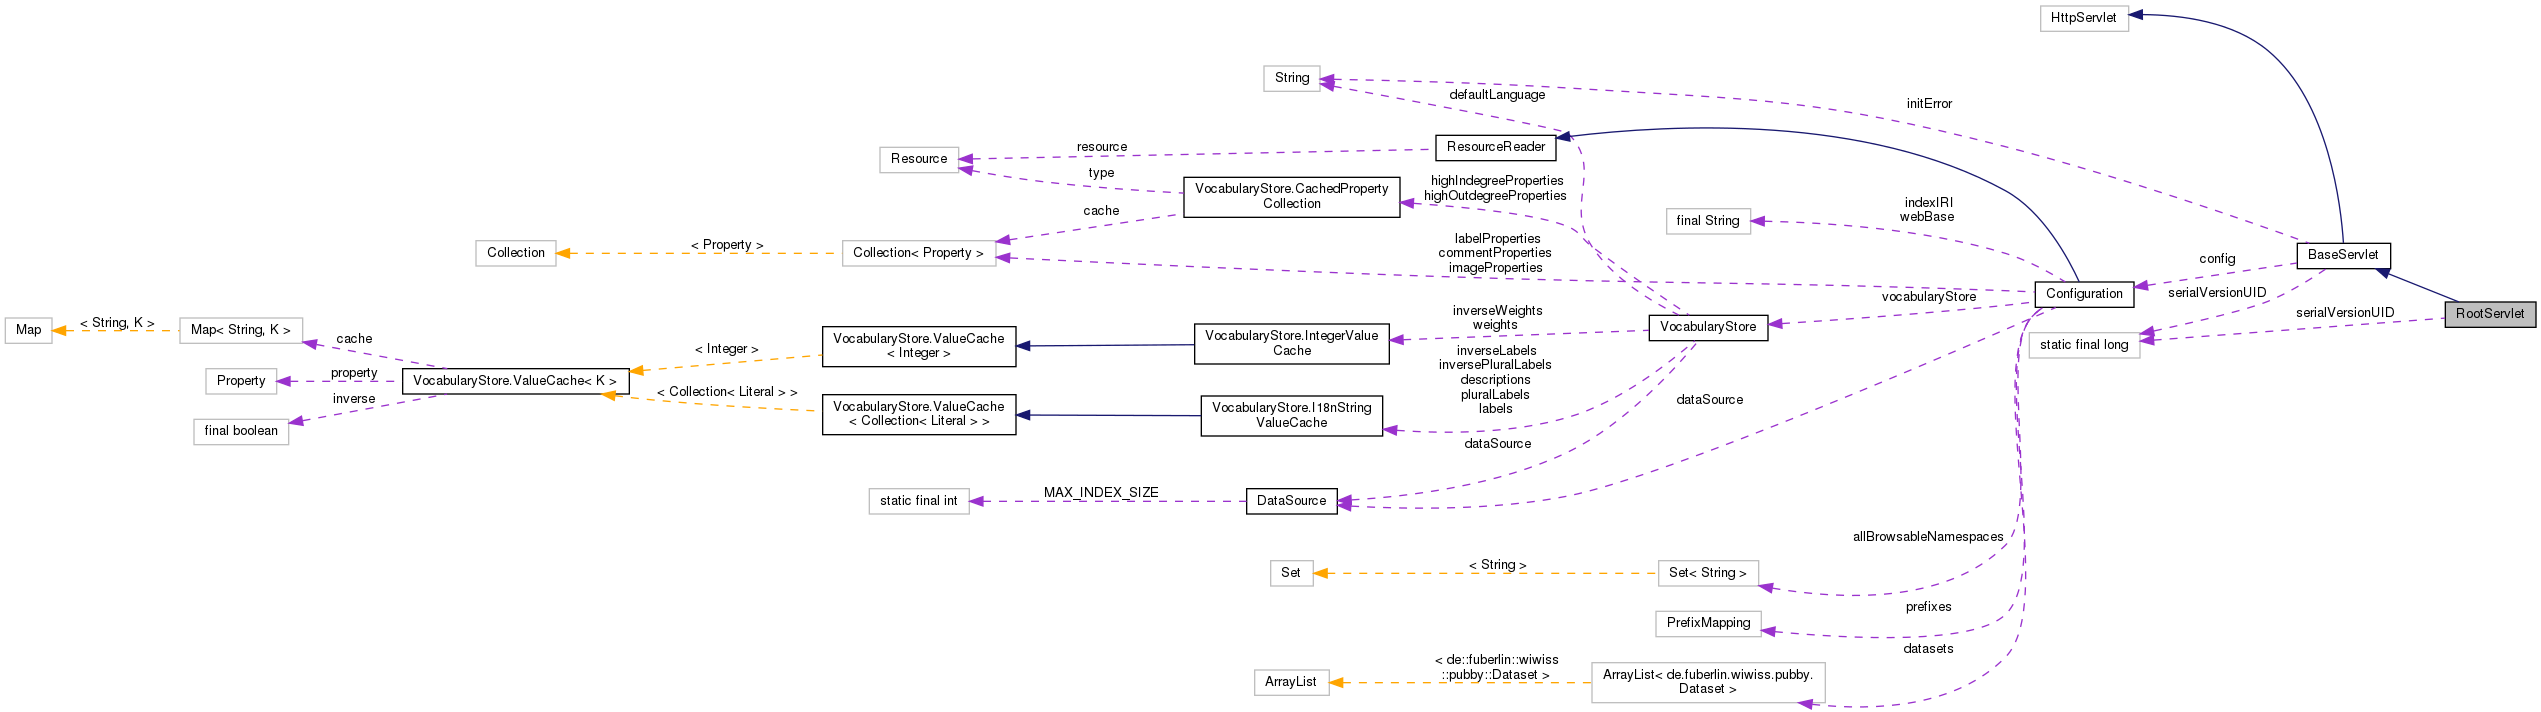 HttpServlet
String
defaultLanguage
initError
ResourceReader
resource
Resource
type
VocabularyStore.CachedProperty
Collection
highIndegreeProperties
highOutdegreeProperties
cache
final String
indexIRI
webBase
Collection
< Property >
Collection< Property >
labelProperties
commentProperties
imageProperties
BaseServlet
config
Configuration
serialVersionUID
vocabularyStore
RootServlet
serialVersionUID
static final long
Map
< String, K >
Map< String, K >
cache
VocabularyStore.ValueCache
< Integer >
VocabularyStore.IntegerValue
Cache
inverseWeights
weights
VocabularyStore
< Integer >
Property
property
VocabularyStore.ValueCache< K >
inverse
final boolean
< Collection< Literal > >
VocabularyStore.ValueCache
< Collection< Literal > >
VocabularyStore.I18nString
ValueCache
inverseLabels
inversePluralLabels
descriptions
pluralLabels
labels
dataSource
dataSource
static final int
MAX_INDEX_SIZE
DataSource
allBrowsableNamespaces
Set
< String >
Set< String >
prefixes
PrefixMapping
datasets
ArrayList
< de::fuberlin::wiwiss
::pubby::Dataset >
ArrayList< de.fuberlin.wiwiss.pubby.
Dataset >